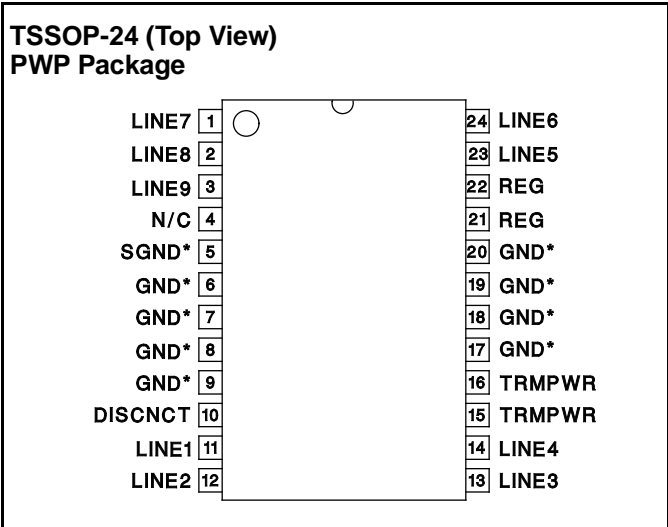 TSSOP-24 (Top View)
PWP Package
LINE7 1 24 LINE6
LINE8 2 23 LINE5
LINE9 3 22 REG
N/C 4 21 REG
SGND* 5 20 GND*
GND* 6 19 GND*
GND* 7 18 GND*
GND* 8 17 GND*
GND* 9 16 TRMPWR
DISCNCT 10 15 TRMPWR
LINE1 11 14 LINE4
LINE2 12 13 LINE3